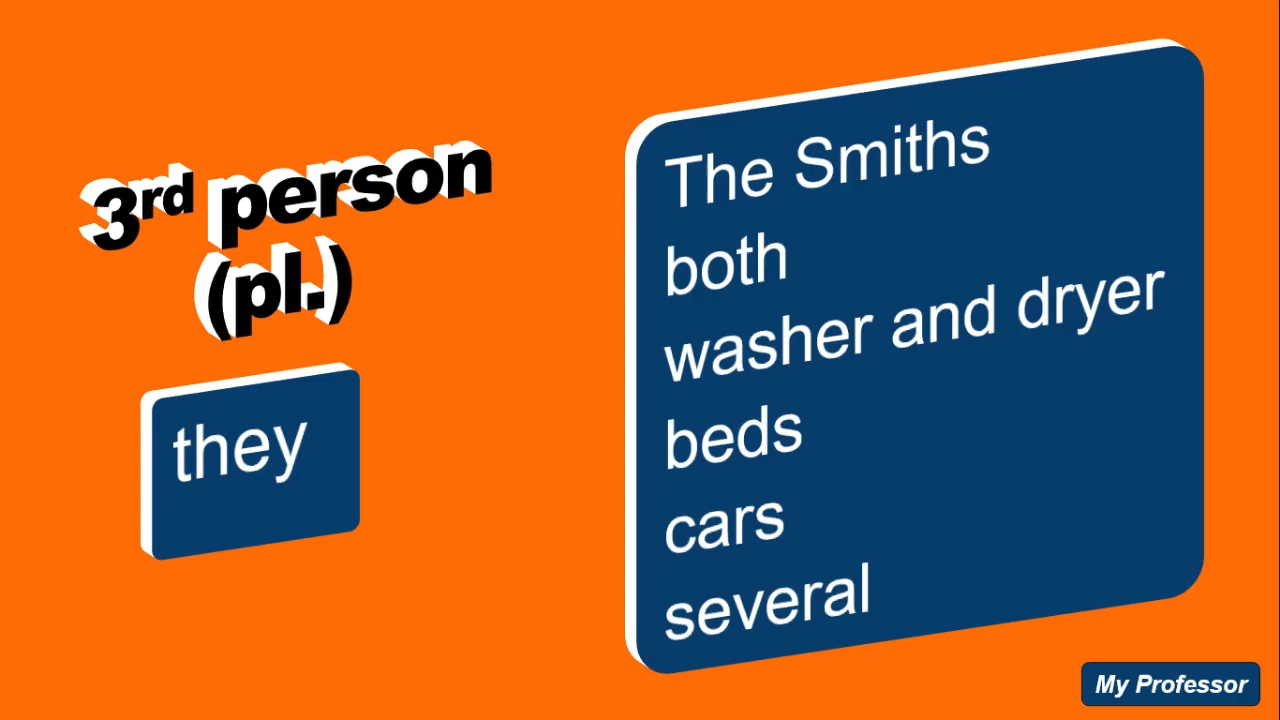 3rd person
(pl.)
they
The Smiths
both
washer and dryer
beds
cars
several
My Professor